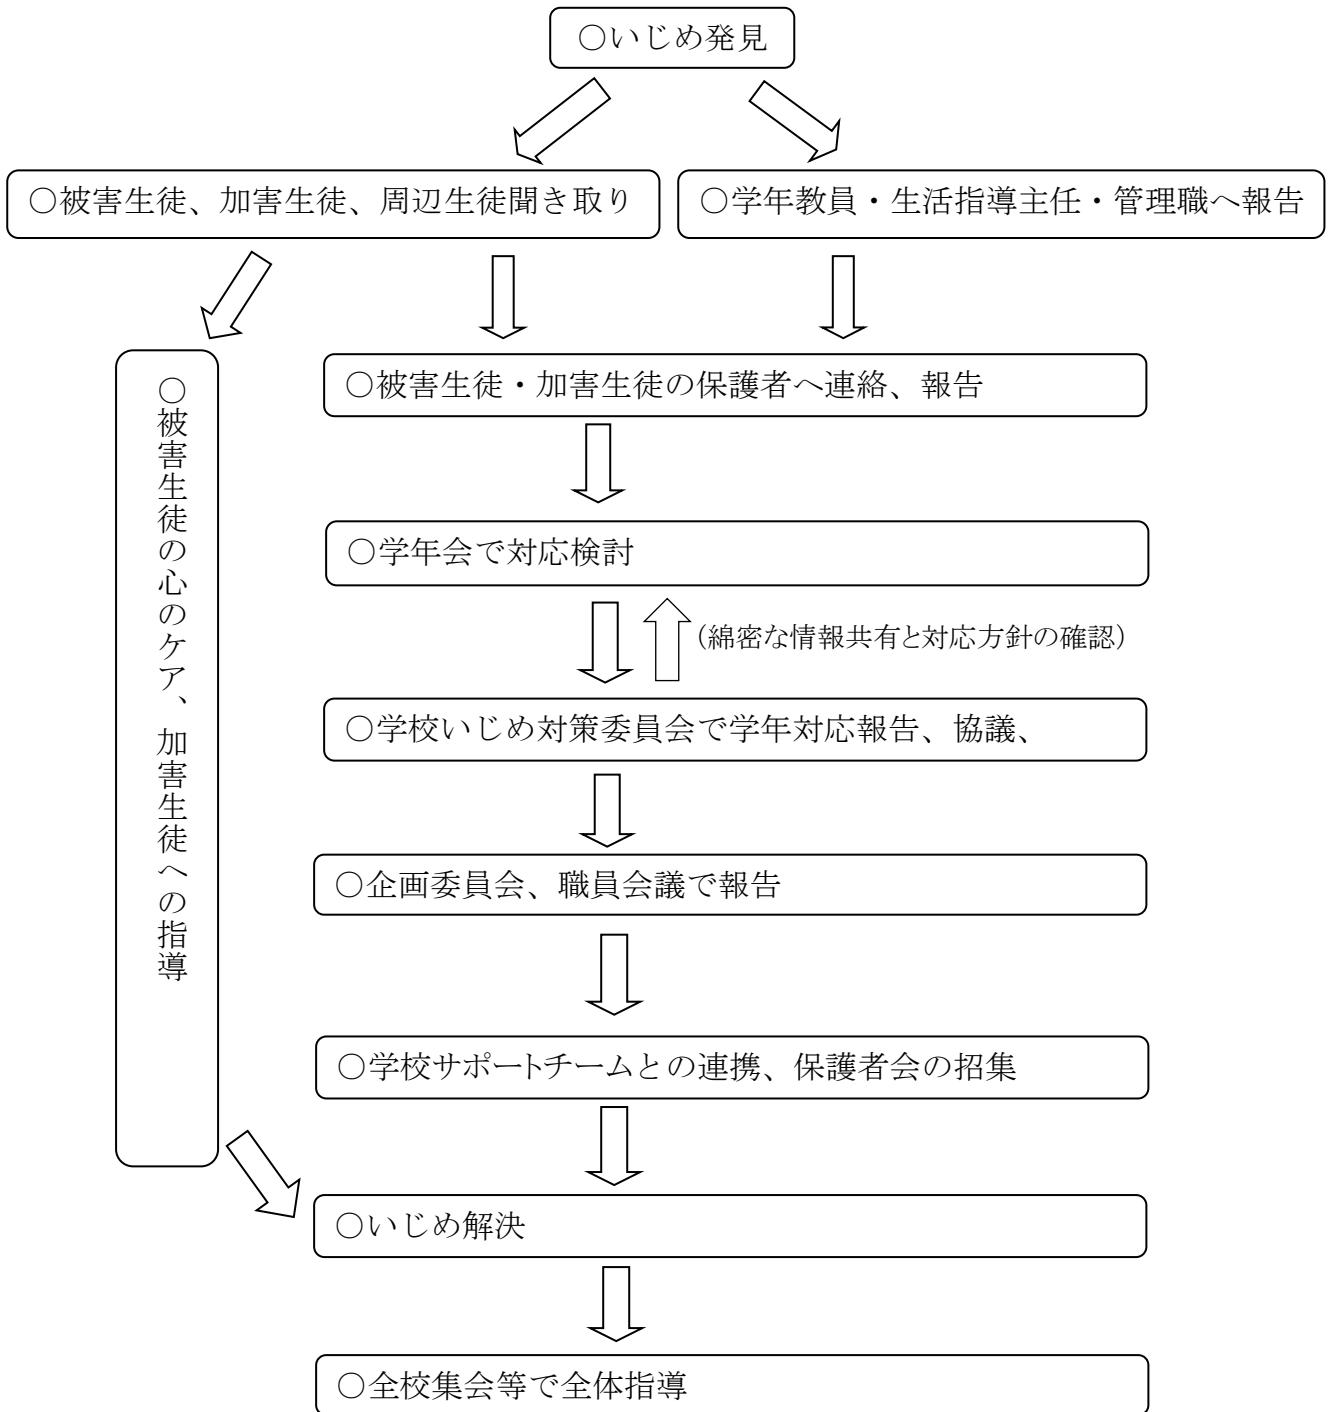 ○いじめ発見
○被害生徒、加害生徒、周辺生徒聞き取り
○学年教員・生活指導主任・管理職へ報告
○被害生徒の心のケア、加害生徒への指導
○被害生徒・加害生徒の保護者へ連絡、報告
○学年会で対応検討
（綿密な情報共有と対応方針の確認）
○学校いじめ対策委員会で学年対応報告、協議、
○企画委員会、職員会議で報告
○学校サポートチームとの連携、保護者会の招集
○いじめ解決
○全校集会等で全体指導